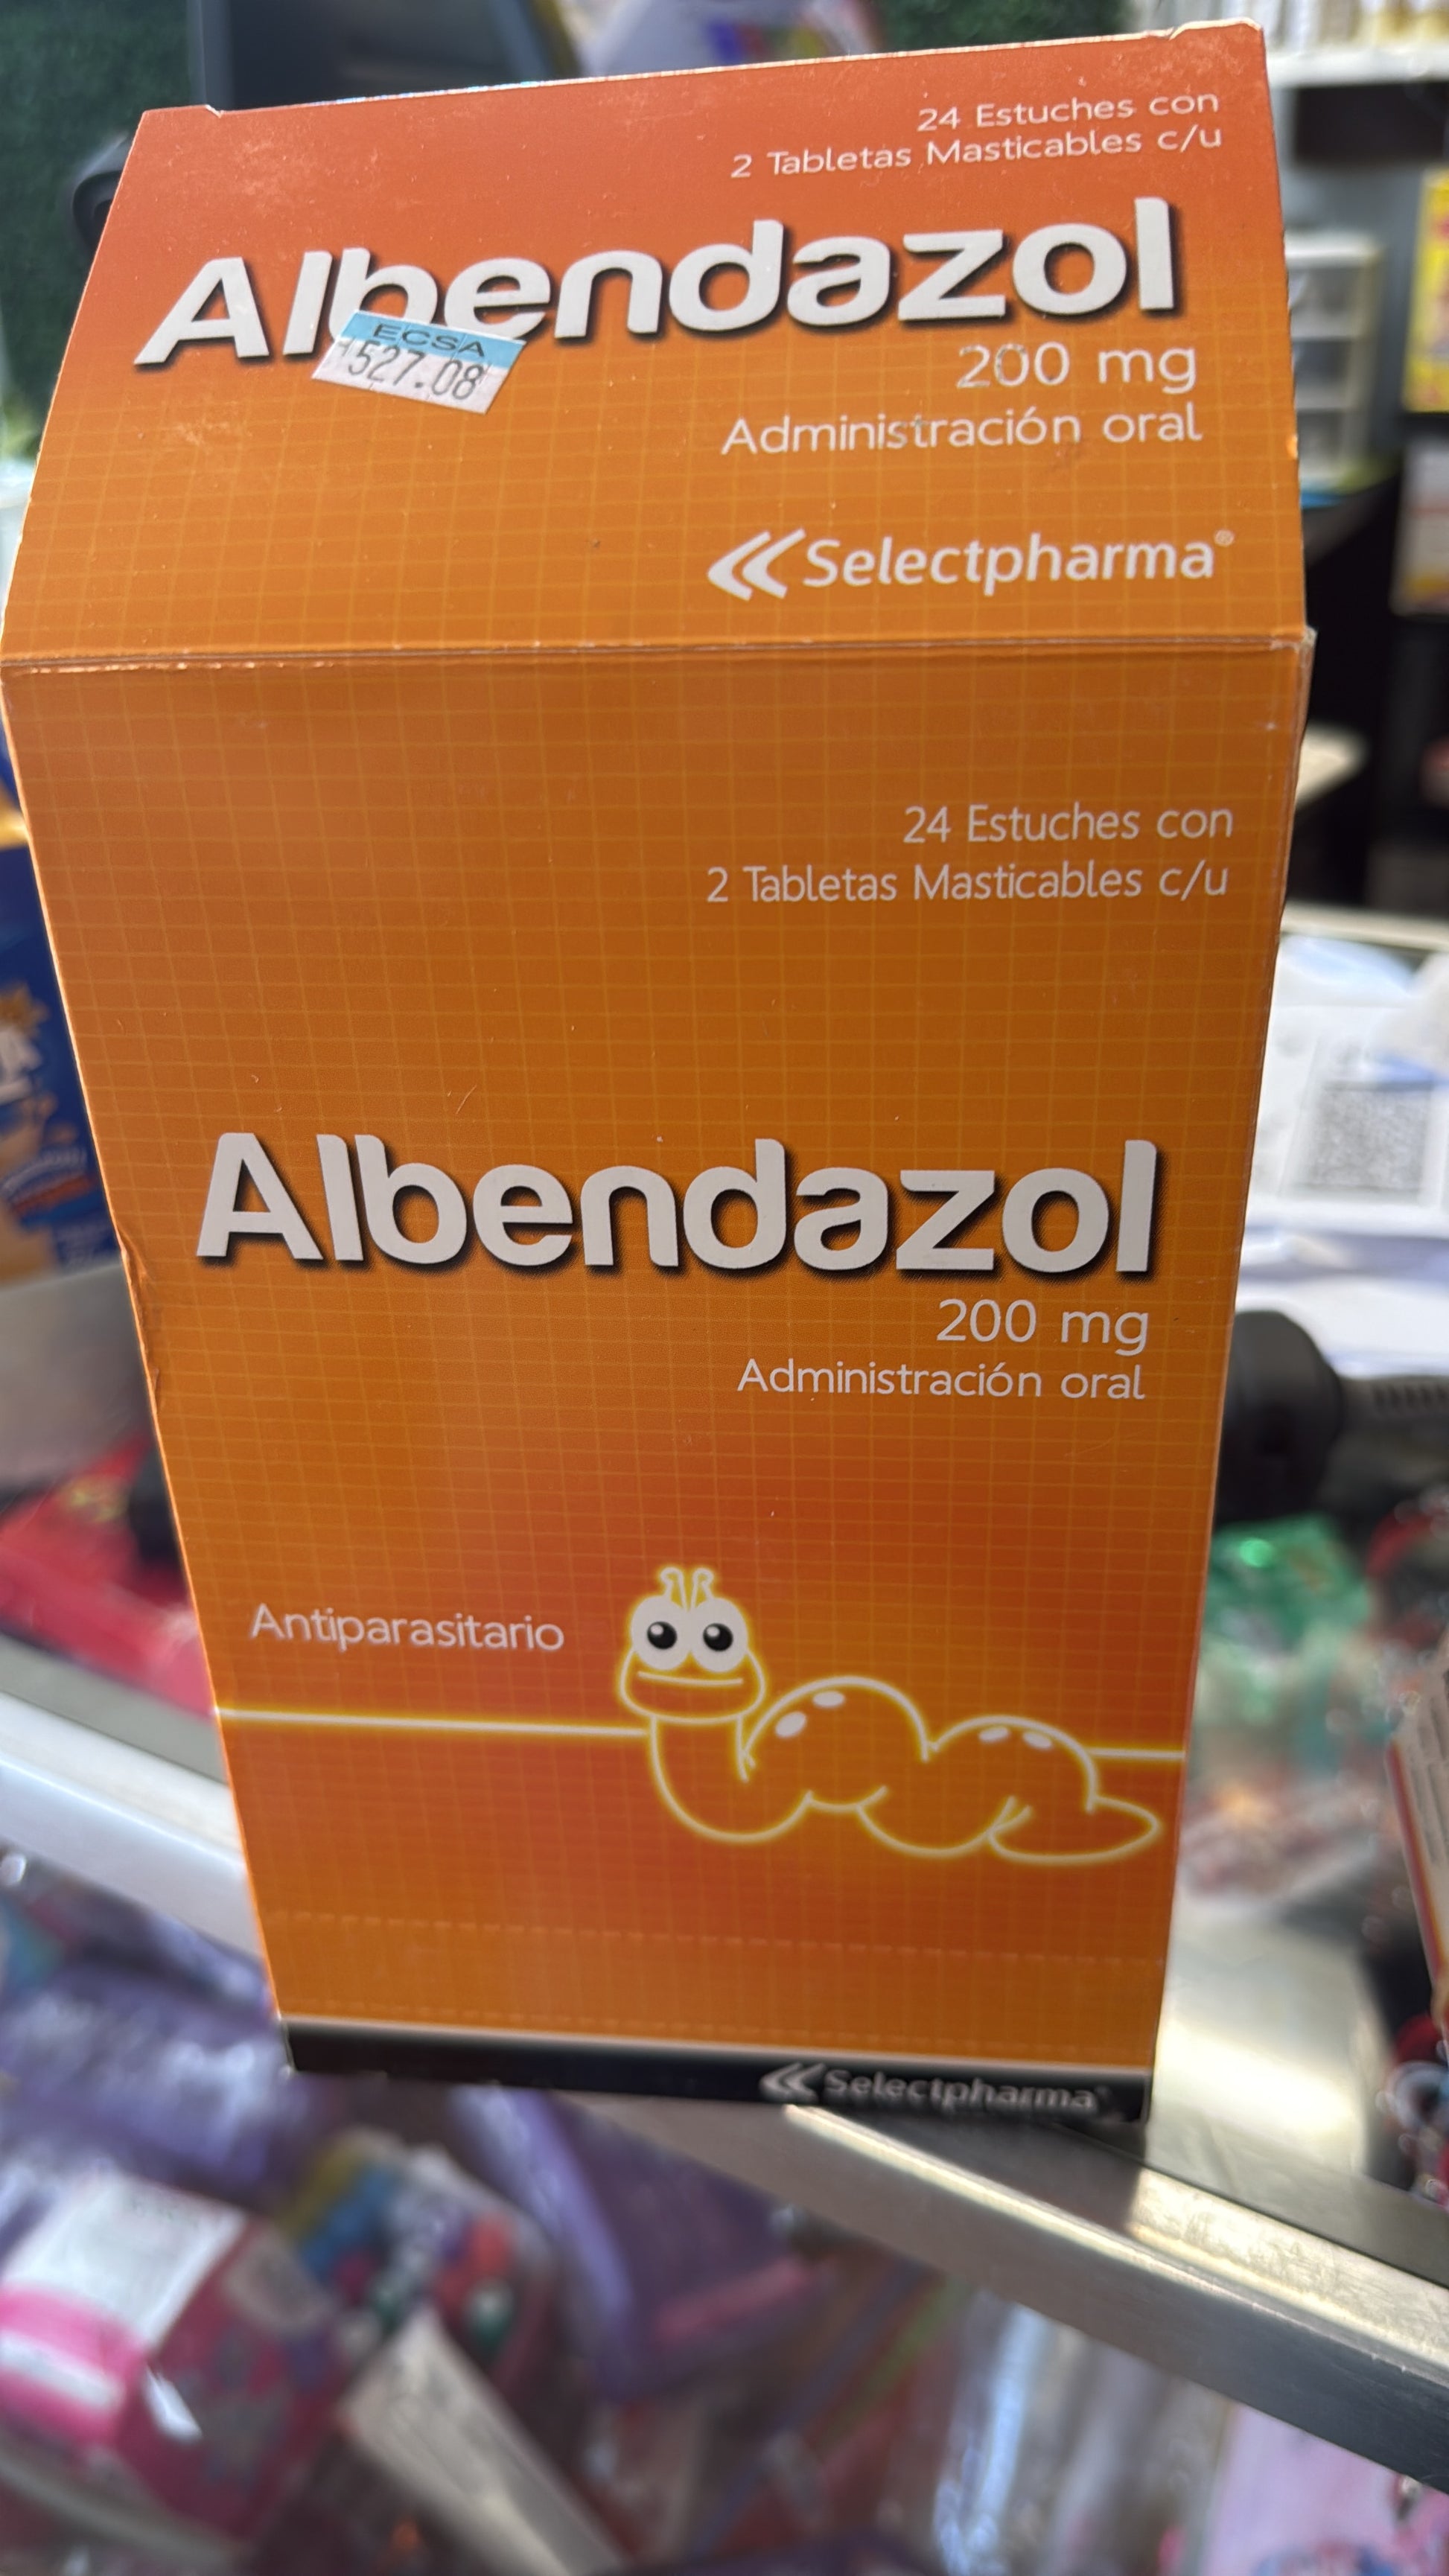 24 Estuches con
2 Tabletas Masticables c/u
Albendazol
ECSA
527.08
200 mg
Administración oral
Selectpharma®
24 Estuches con
2 Tabletas Masticables c/u
Albendazol
200 mg
Administración oral
Antiparasitario
Selectpharma